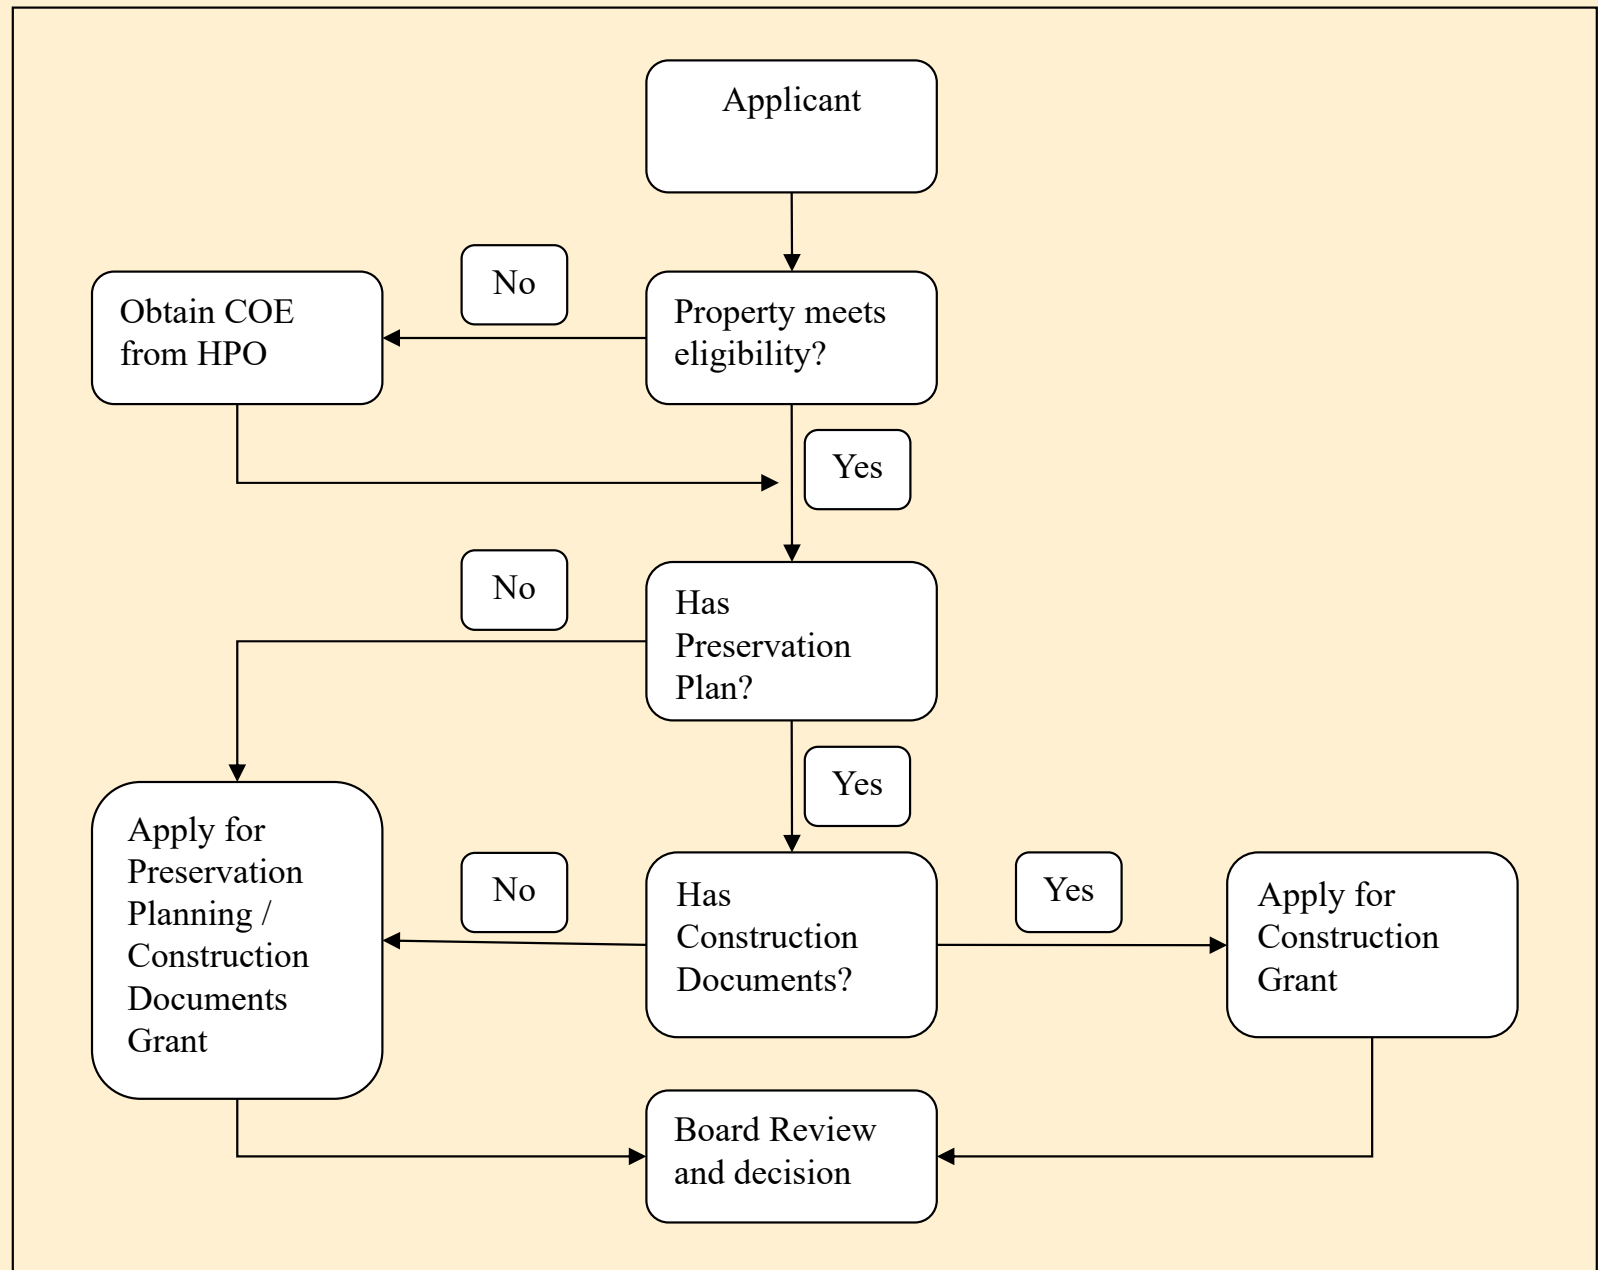 Applicant
No
Obtain COE
from HPO
Property meets
eligibility?
Yes
No
Has
Preservation
Plan?
Yes
Apply for
Preservation
Planning /
Construction
Documents
Grant
No
Has
Construction
Documents?
Yes
Apply for
Construction
Grant
Board Review
and decision